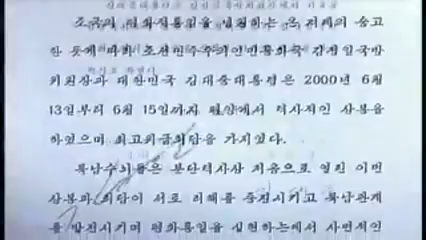 조국의 평화적통일을 념원하는 온 겨레의 숭고
한 뜻에 따라 조선민주주의인민공화국 김정일국방
위원장과 대한민국 김대중대통령은 2000년 6월
13일부터 6월 15일까지 평양에서 력사적인 상봉을
하였으며 최고위급회담을 가지였다.
북남수뇌들은 분단력사상 처음으로 열린 이번
상봉과 회담이 서로 리해를 증진시키고 북남관계
를 발전시키며 평화통일을 실현하는데서 사변적인